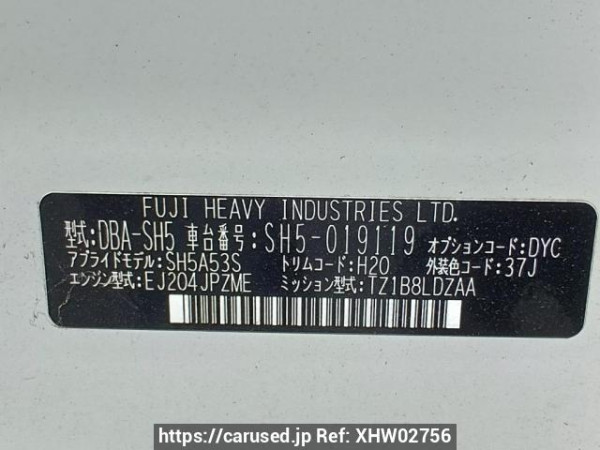 FUJI HEAVY INDUSTRIES LTD.
型式:DBA-SH5 車台番号:SH5-019119 オプションコード:DYC
アプライドモデル:SH5A53S トリムコード:H20 外装色コード:37J
エンジン型式:EJ204JPZME ミッション型式:TZ1B8LDZAA
https://carused.jp Ref: XHW02756